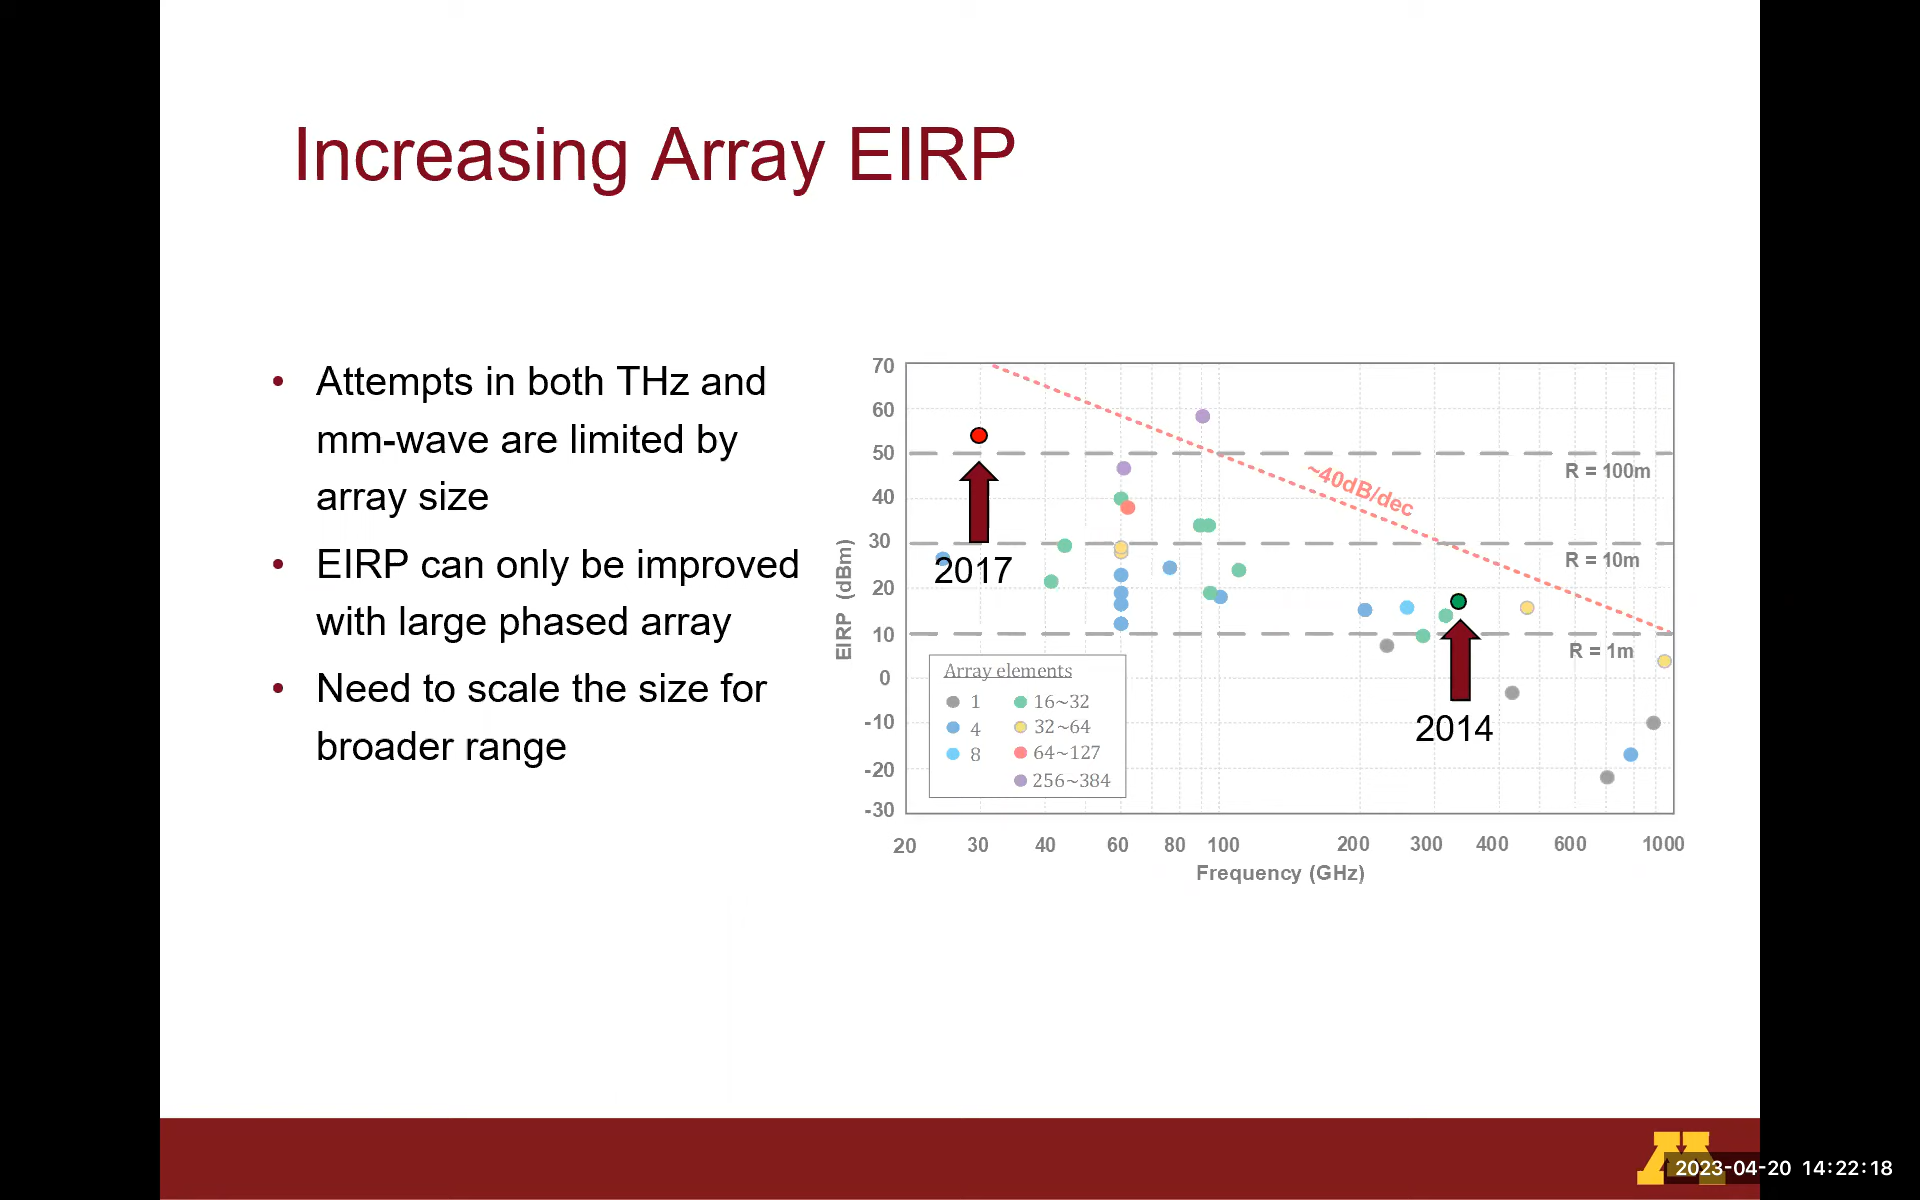 Increasing Array EIRP
• Attempts in both THz and
mm-wave are limited by
array size
• EIRP can only be improved
with large phased array
• Need to scale the size for
broader range
70
60
50
40
30
20
10
0
-10
-20
-30
EIRP (dBm)
~40dB/dec
R = 100m
R = 10m
R = 1m
2017
2014
Array elements
1
4
8
16~32
32~64
64~127
256~384
20 30 40 60 80 100 200 300 400 600 1000
Frequency (GHz)
2023-04-20 14:22:18